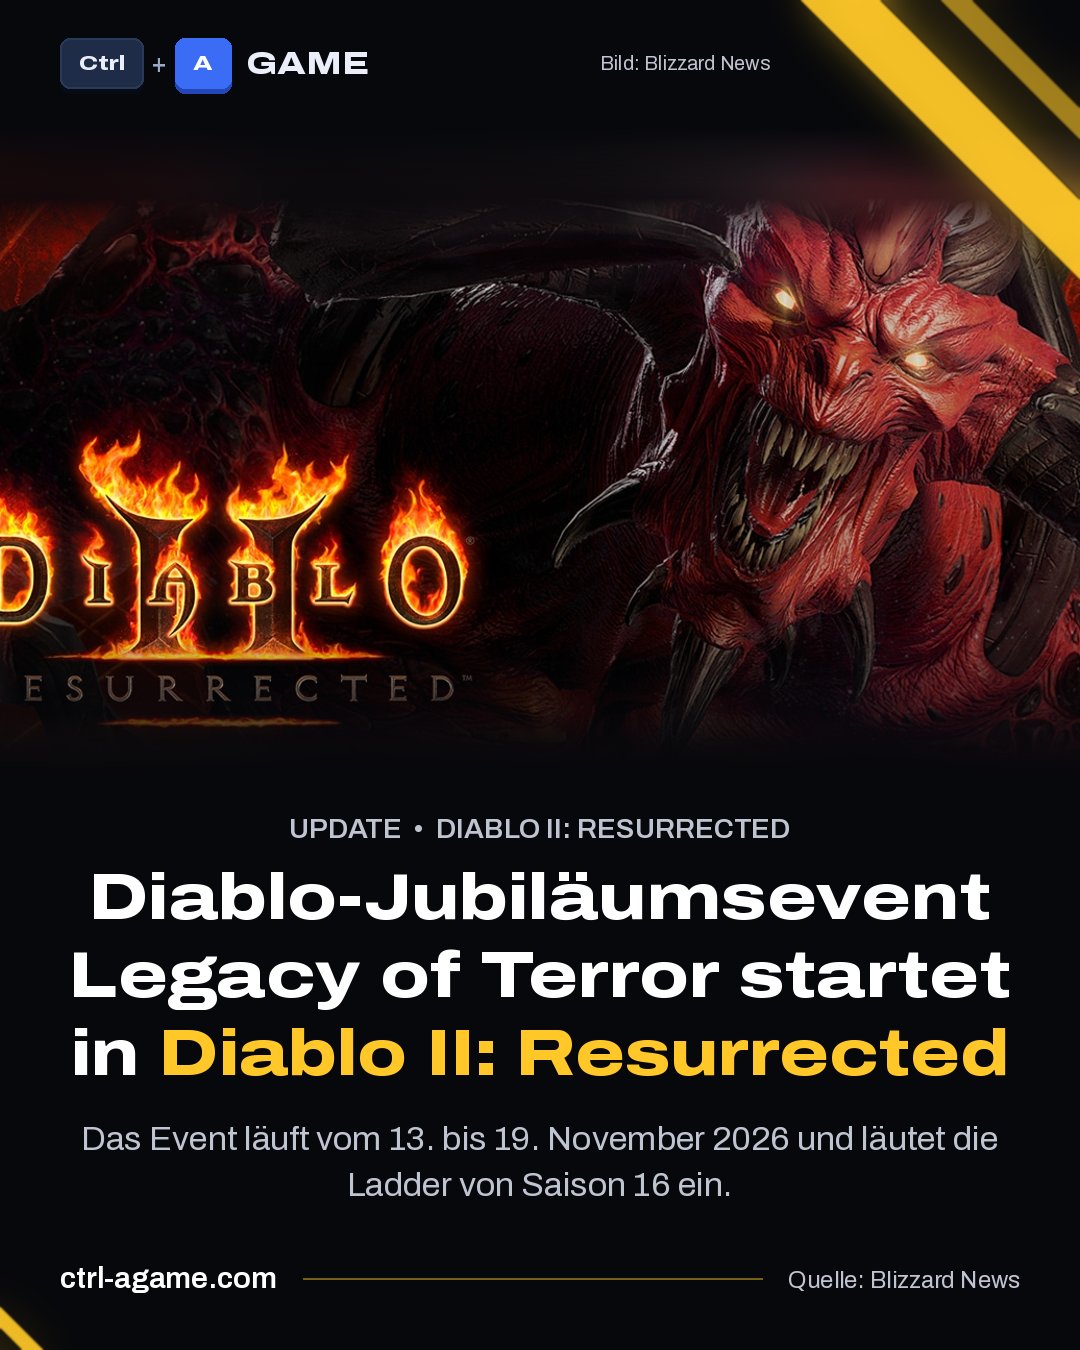 Ctrl + A GAME
Bild: Blizzard News
DIABLO®
ESURRECTED™
UPDATE • DIABLO II: RESURRECTED
Diablo-Jubiläumsevent
Legacy of Terror startet
in Diablo II: Resurrected
Das Event läuft vom 13. bis 19. November 2026 und läutet die
Ladder von Saison 16 ein.
ctrl-agame.com
Quelle: Blizzard News